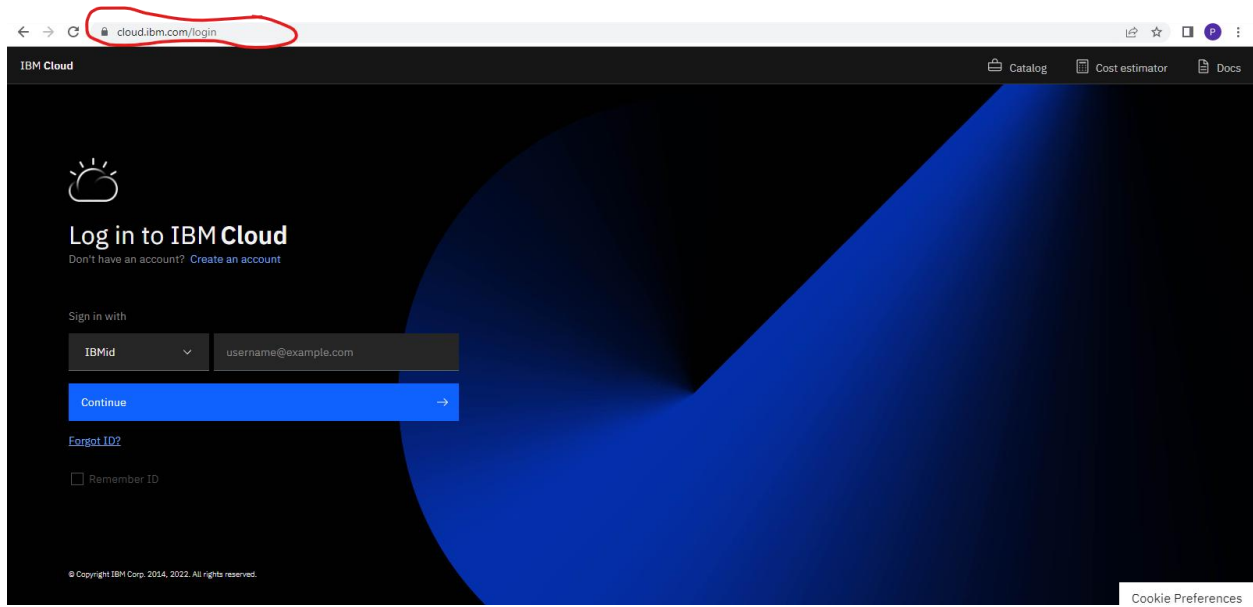 cloud.ibm.com/login
P
IBM Cloud
Catalog
Cost estimator
Docs
Log in to IBM Cloud
Don't have an account? Create an account
Sign in with
IBMid
username@example.com
Continue
Forgot ID?
Remember ID
© Copyright IBM Corp. 2014, 2022. All rights reserved.
Cookie Preferences